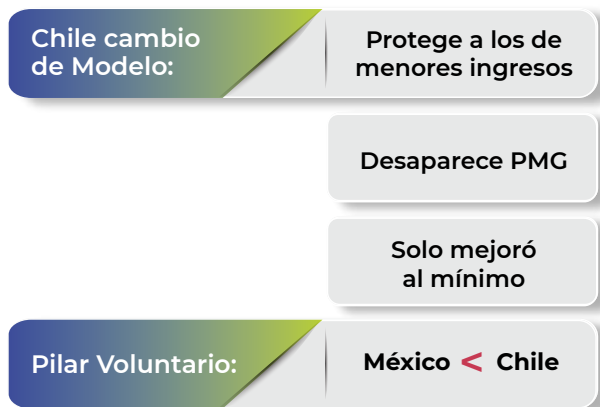 Chile cambio
de Modelo:
Protege a los de
menores ingresos
Desaparece PMG
Solo mejoró
al mínimo
Pilar Voluntario:
México < Chile